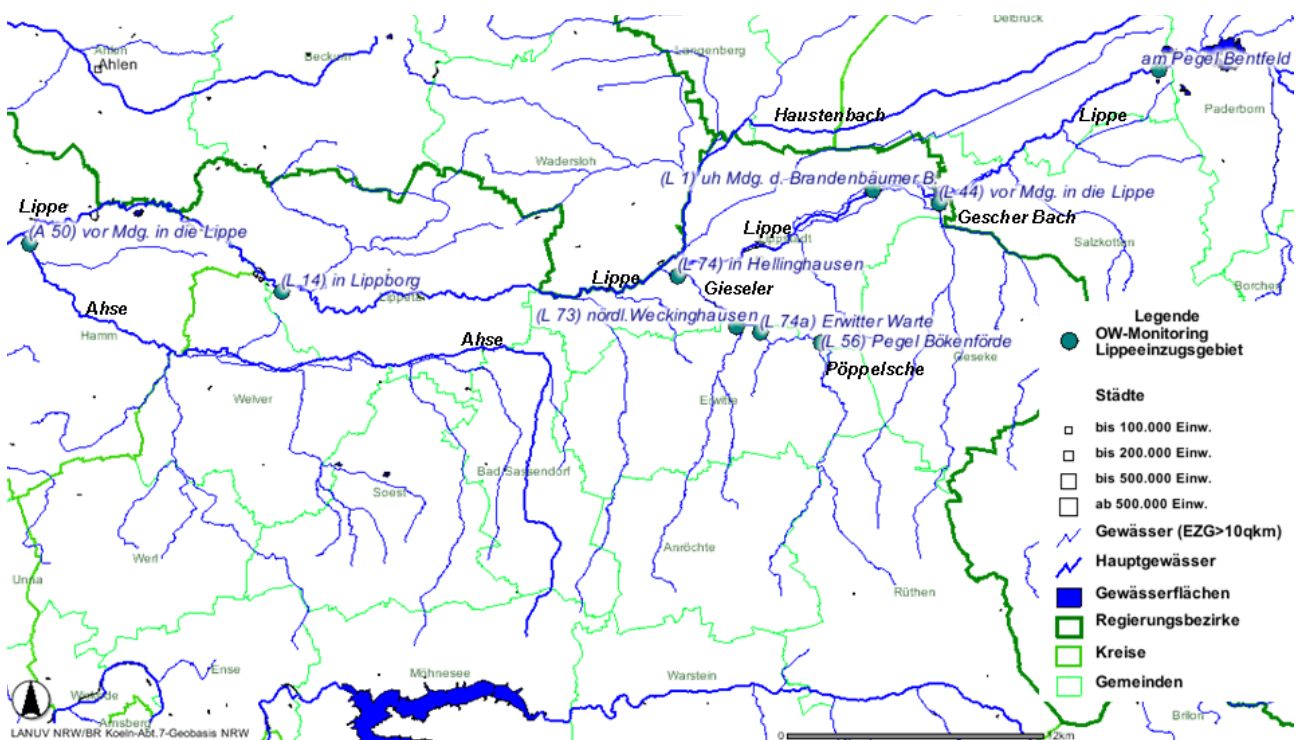 Delbrück
Ahlen
Ahlen
Beckum
Langenberg
am Pegel Bentfeld
Paderborn
Haustenbach
Lippe
Wadersloh
(L 1) uh Mdg. d. Brandenbäumer B.
(L 44) vor Mdg. in die Lippe
Lippe
(A 50) vor Mdg. in die Lippe
Gescher Bach
Lippe
Lippstadt
Salzkotten
(L 74) in Hellinghausen
(L 14) in Lippborg
Lippe
Gieseler
Lippetal
Borchen
Ahse
Hamm
(L 73) nördl.Weckinghausen
(L 74a) Erwitter Warte
Ahse
(L 56) Pegel Bökenförde
Geseke
Pöppelsche
Welver
Erwitte
Bad Sassendorf
Soest
Anröchte
Werl
Unna
Rüthen
Ense
Möhnesee
Warstein
Wickede
Arnsberg
Brilon
Legende
OW-Monitoring
Lippeeinzugsgebiet
Städte
bis 100.000 Einw.
bis 200.000 Einw.
bis 500.000 Einw.
ab 500.000 Einw.
Gewässer (EZG>10qkm)
Hauptgewässer
Gewässerflächen
Regierungsbezirke
Kreise
Gemeinden
LANUV NRW/BR Koeln-Abt.7-Geobasis NRW
0
12km